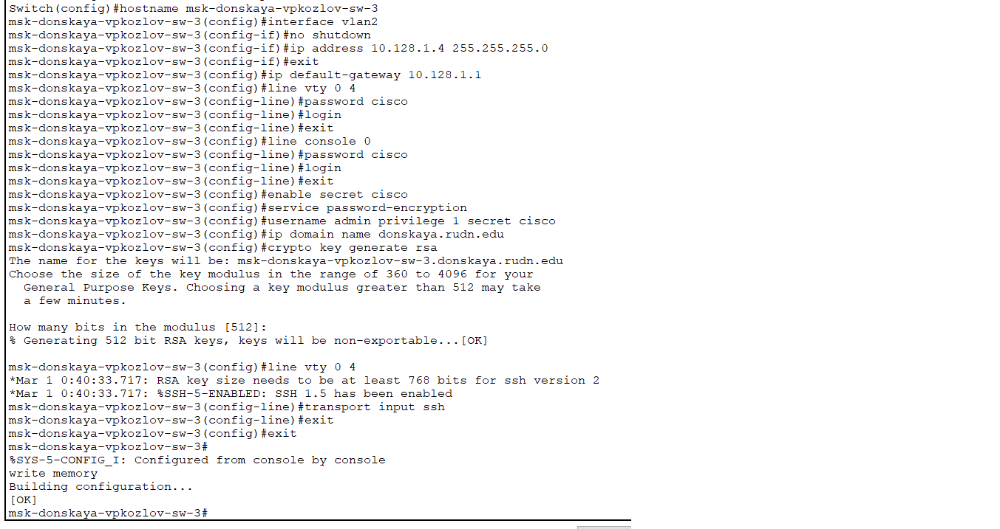 Switch(config)#hostname msk-donskaya-vpkozlov-sw-3
msk-donskaya-vpkozlov-sw-3(config)#interface vlan2
msk-donskaya-vpkozlov-sw-3(config-if)#no shutdown
msk-donskaya-vpkozlov-sw-3(config-if)#ip address 10.128.1.4 255.255.255.0
msk-donskaya-vpkozlov-sw-3(config-if)#exit
msk-donskaya-vpkozlov-sw-3(config)#ip default-gateway 10.128.1.1
msk-donskaya-vpkozlov-sw-3(config)#line vty 0 4
msk-donskaya-vpkozlov-sw-3(config-line)#password cisco
msk-donskaya-vpkozlov-sw-3(config-line)#login
msk-donskaya-vpkozlov-sw-3(config-line)#exit
msk-donskaya-vpkozlov-sw-3(config)#line console 0
msk-donskaya-vpkozlov-sw-3(config-line)#password cisco
msk-donskaya-vpkozlov-sw-3(config-line)#login
msk-donskaya-vpkozlov-sw-3(config-line)#exit
msk-donskaya-vpkozlov-sw-3(config)#enable secret cisco
msk-donskaya-vpkozlov-sw-3(config)#service password-encryption
msk-donskaya-vpkozlov-sw-3(config)#username admin privilege 1 secret cisco
msk-donskaya-vpkozlov-sw-3(config)#ip domain name donskaya.rudn.edu
msk-donskaya-vpkozlov-sw-3(config)#crypto key generate rsa
The name for the keys will be: msk-donskaya-vpkozlov-sw-3.donskaya.rudn.edu
Choose the size of the key modulus in the range of 360 to 4096 for your
General Purpose Keys. Choosing a key modulus greater than 512 may take
a few minutes.
How many bits in the modulus [512]:
% Generating 512 bit RSA keys, keys will be non-exportable...[OK]
msk-donskaya-vpkozlov-sw-3(config)#line vty 0 4
*Mar 1 0:40:33.717: RSA key size needs to be at least 768 bits for ssh version 2
*Mar 1 0:40:33.717: %SSH-5-ENABLED: SSH 1.5 has been enabled
msk-donskaya-vpkozlov-sw-3(config-line)#transport input ssh
msk-donskaya-vpkozlov-sw-3(config-line)#exit
msk-donskaya-vpkozlov-sw-3(config)#exit
msk-donskaya-vpkozlov-sw-3#
%SYS-5-CONFIG_I: Configured from console by console
write memory
Building configuration...
[OK]
msk-donskaya-vpkozlov-sw-3#